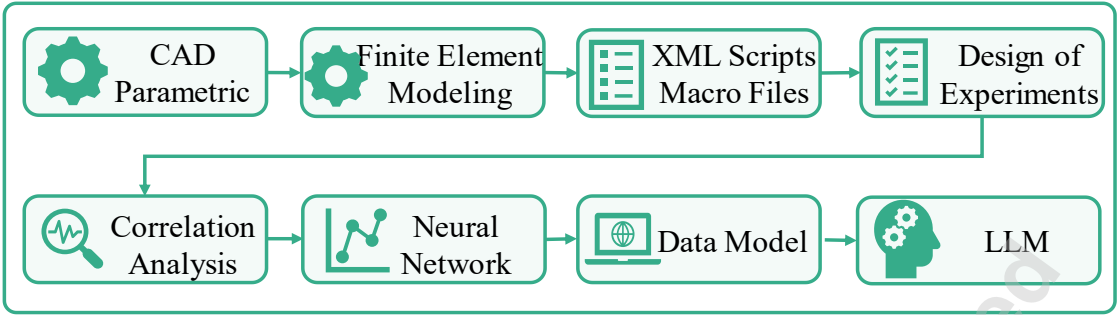 CAD
Parametric
Finite Element
Modeling
XML Scripts
Macro Files
Design of
Experiments
Correlation
Analysis
Neural
Network
Data Model
LLM